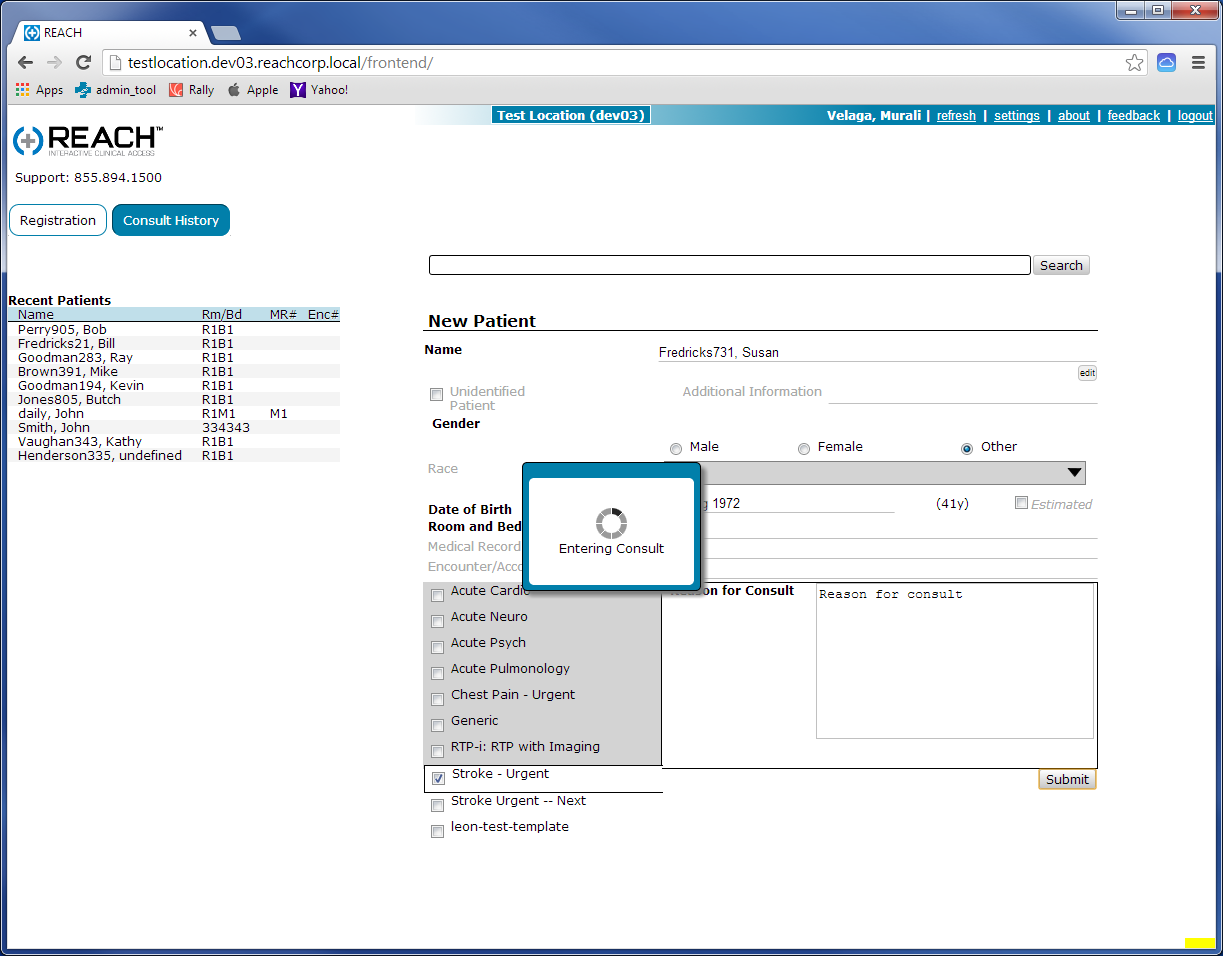 REACH
testlocation.dev03.reachcorp.local/frontend/
Apps admin_tool Rally Apple Yahoo!
Test Location (dev03) Velaga, Murali | refresh | settings | about | feedback | logout
REACH™
INTERACTIVE CLINICAL ACCESS
Support: 855.894.1500
Registration Consult History
Search
Recent Patients
Name Rm/Bd MR# Enc#
Perry905, Bob R1B1
Fredricks21, Bill R1B1
Goodman283, Ray R1B1
Brown391, Mike R1B1
Goodman194, Kevin R1B1
Jones805, Butch R1B1
daily, John R1M1 M1
Smith, John 334343
Vaughan343, Kathy R1B1
Henderson335, undefined R1B1
New Patient
Name Fredricks731, Susan
edit
Unidentified Patient Additional Information
Gender
Male Female Other
Race
Date of Birth 1972 (41y) Estimated
Room and Bed
Medical Record
Encounter/Acco
Entering Consult
Acute Cardio
Acute Neuro
Acute Psych
Acute Pulmonology
Chest Pain - Urgent
Generic
RTP-i: RTP with Imaging
Stroke - Urgent
Stroke Urgent -- Next
leon-test-template
for Consult Reason for consult
Submit